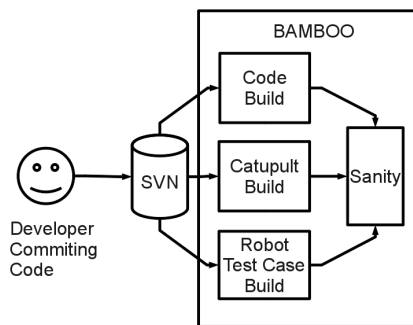 BAMBOO
Code
Build
SVN
Catupult
Build
Sanity
Developer
Commiting
Code
Robot
Test Case
Build